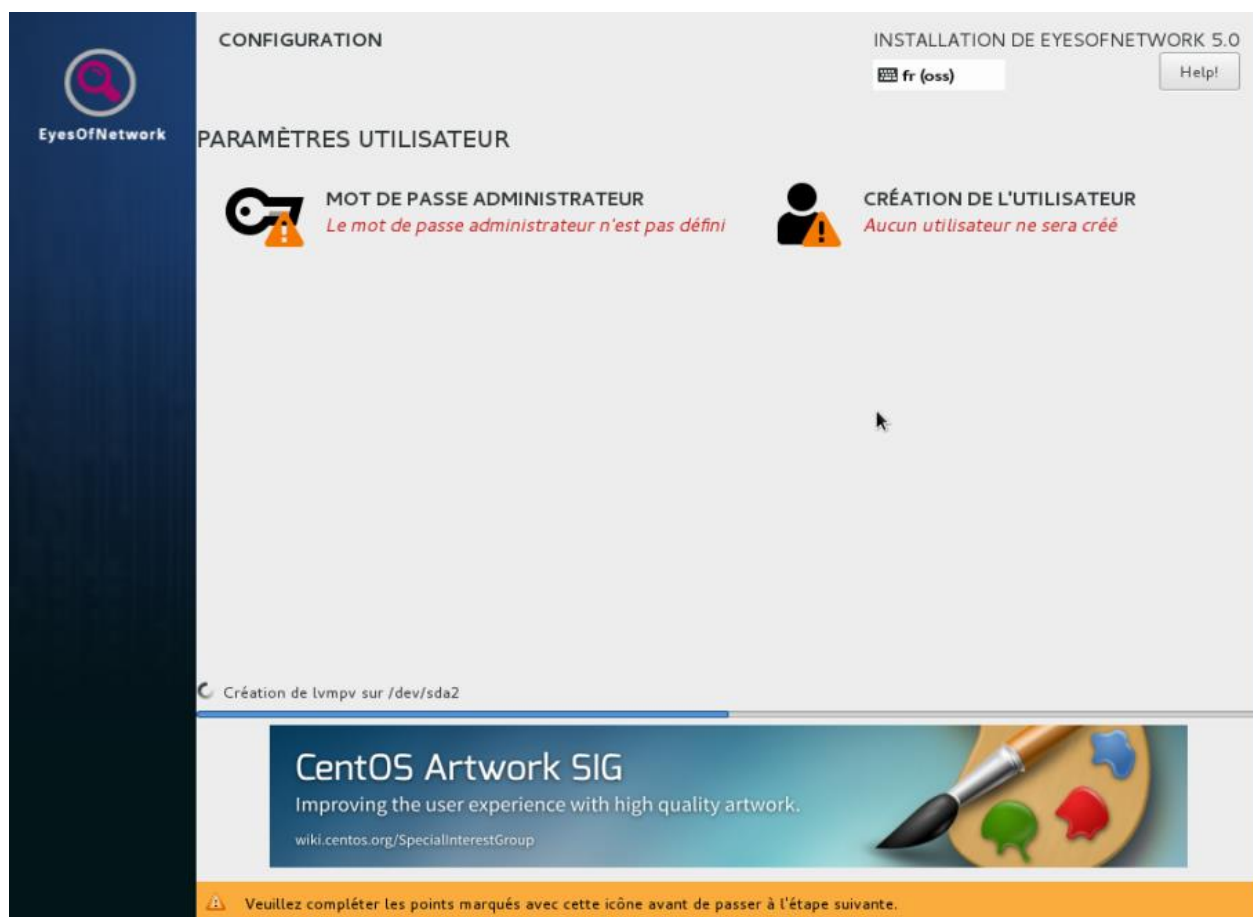 CONFIGURATION
INSTALLATION DE EYESOFNETWORK 5.0
fr (oss)
Help!
EyesOfNetwork
PARAMÈTRES UTILISATEUR
MOT DE PASSE ADMINISTRATEUR
Le mot de passe administrateur n'est pas défini
CRÉATION DE L'UTILISATEUR
Aucun utilisateur ne sera créé
Création de lvmpv sur /dev/sda2
CentOS Artwork SIG
Improving the user experience with high quality artwork.
wiki.centos.org/SpecialInterestGroup
Veuillez compléter les points marqués avec cette icône avant de passer à l'étape suivante.